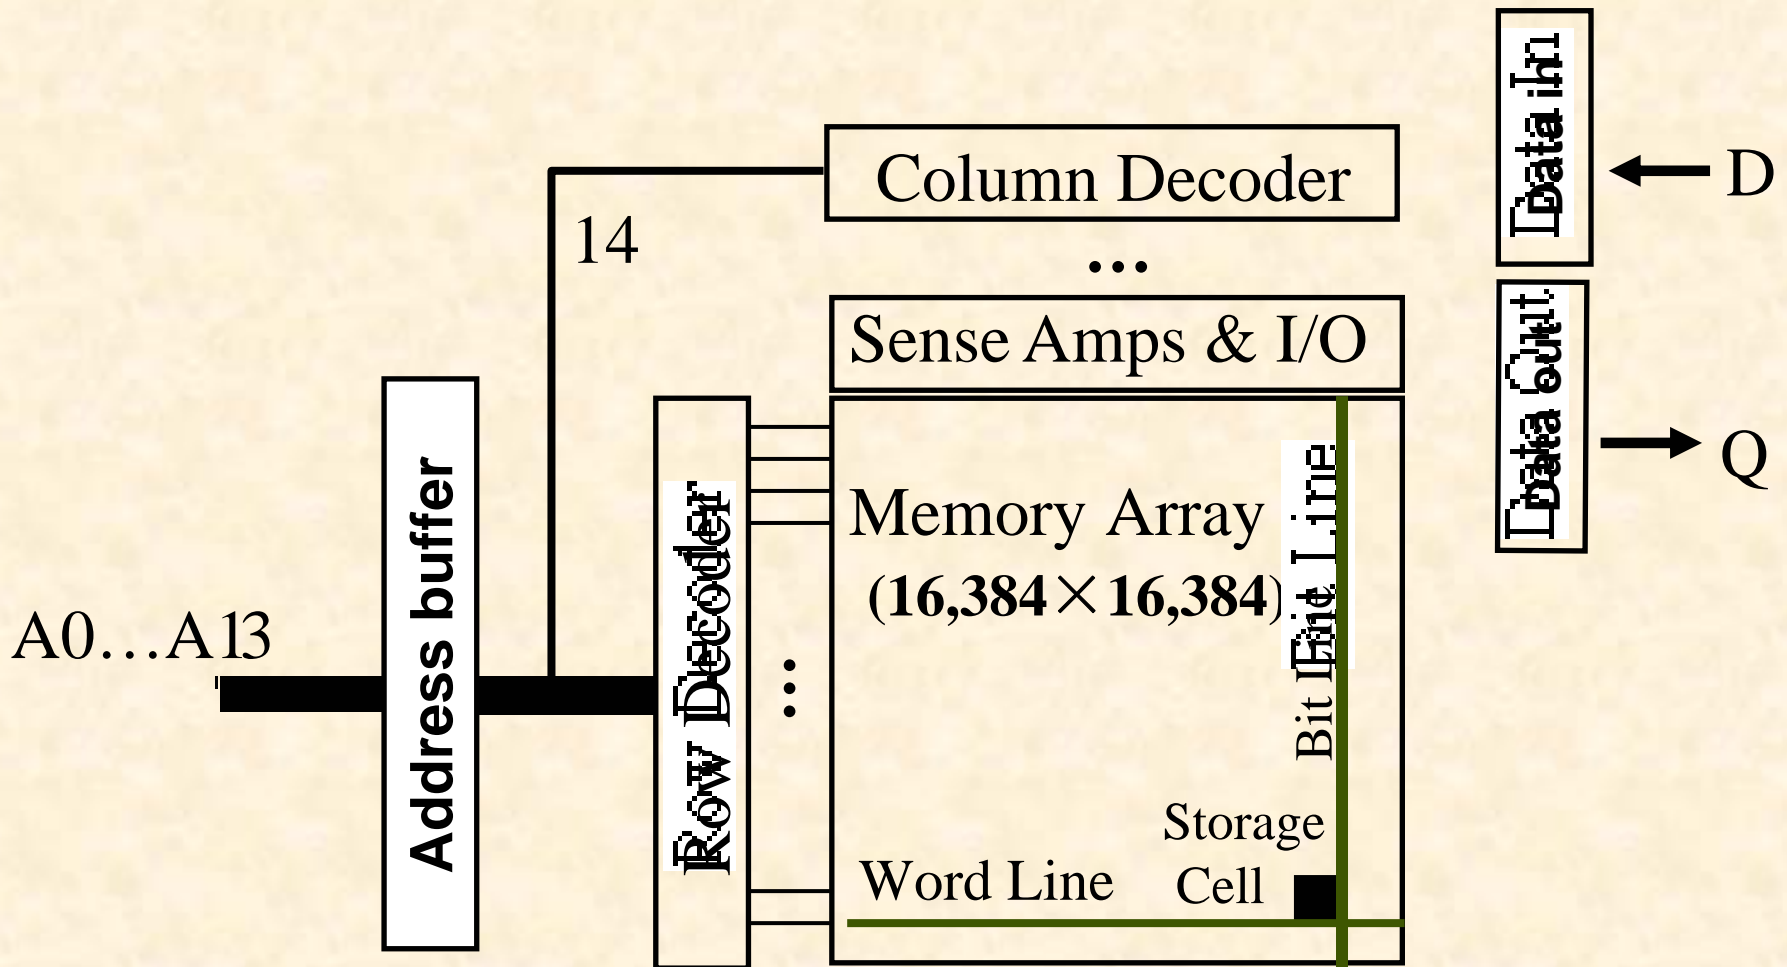 Data in
D
Column Decoder
14
...
Sense Amps & I/O
Data out
Q
Address buffer
Row Decoder
Memory Array
(16,384×16,384)
Bit Line
A0...A13
...
Storage
Cell
Word Line